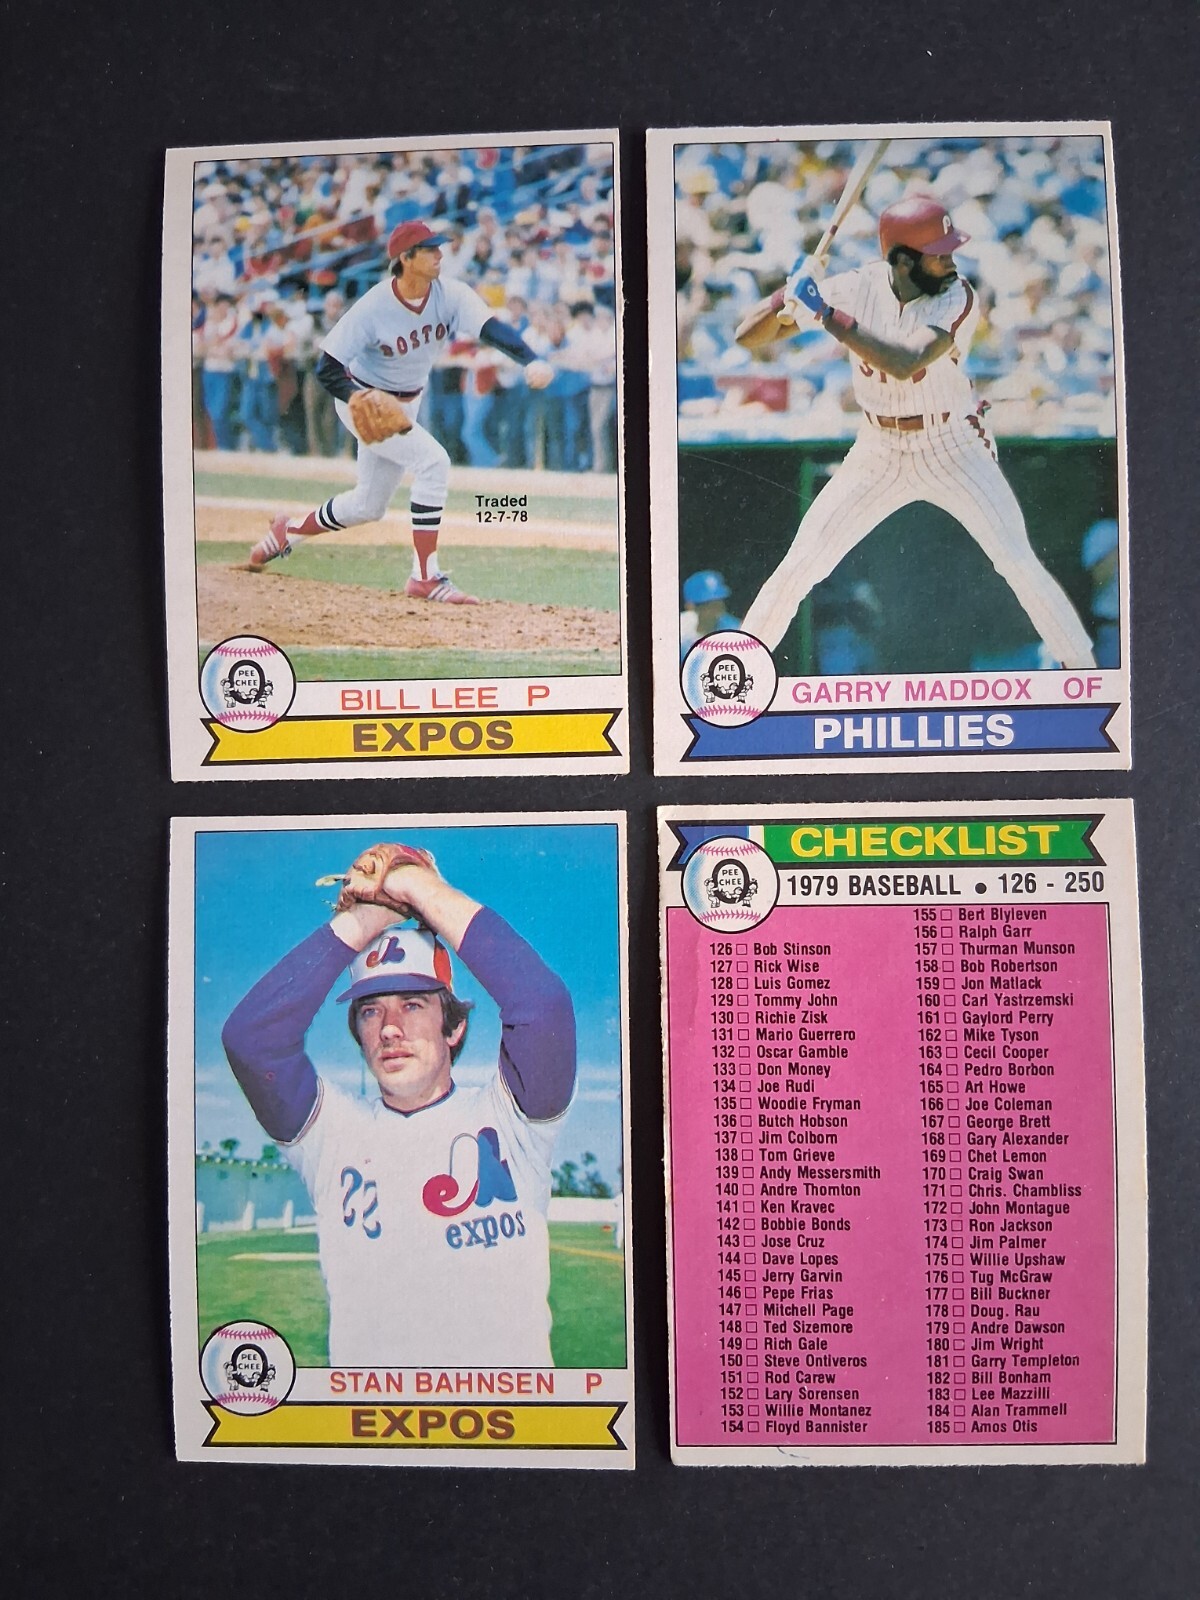 BOSTO
Traded
12-7-78
O
PEE
CHEE
BILL LEE P
EXPOS
P
O
PEE
CHEE
GARRY MADDOX OF
PHILLIES
22
expos
O
PEE
CHEE
STAN BAHNSEN P
EXPOS
CHECKLIST
O
PEE
CHEE
1979 BASEBALL • 126 - 250
126 □ Bob Stinson
127 □ Rick Wise
128 □ Luis Gomez
129 □ Tommy John
130 □ Richie Zisk
131 □ Mario Guerrero
132 □ Oscar Gamble
133 □ Don Money
134 □ Joe Rudi
135 □ Woodie Fryman
136 □ Butch Hobson
137 □ Jim Colborn
138 □ Tom Grieve
139 □ Andy Messersmith
140 □ Andre Thornton
141 □ Ken Kravec
142 □ Bobbie Bonds
143 □ Jose Cruz
144 □ Dave Lopes
145 □ Jerry Garvin
146 □ Pepe Frias
147 □ Mitchell Page
148 □ Ted Sizemore
149 □ Rich Gale
150 □ Steve Ontiveros
151 □ Rod Carew
152 □ Lary Sorensen
153 □ Willie Montanez
154 □ Floyd Bannister
155 □ Bert Blyleven
156 □ Ralph Garr
157 □ Thurman Munson
158 □ Bob Robertson
159 □ Jon Matlack
160 □ Carl Yastrzemski
161 □ Gaylord Perry
162 □ Mike Tyson
163 □ Cecil Cooper
164 □ Pedro Borbon
165 □ Art Howe
166 □ Joe Coleman
167 □ George Brett
168 □ Gary Alexander
169 □ Chet Lemon
170 □ Craig Swan
171 □ Chris. Chambliss
172 □ John Montague
173 □ Ron Jackson
174 □ Jim Palmer
175 □ Willie Upshaw
176 □ Tug McGraw
177 □ Bill Buckner
178 □ Doug. Rau
179 □ Andre Dawson
180 □ Jim Wright
181 □ Garry Templeton
182 □ Bill Bonham
183 □ Lee Mazzilli
184 □ Alan Trammell
185 □ Amos Otis